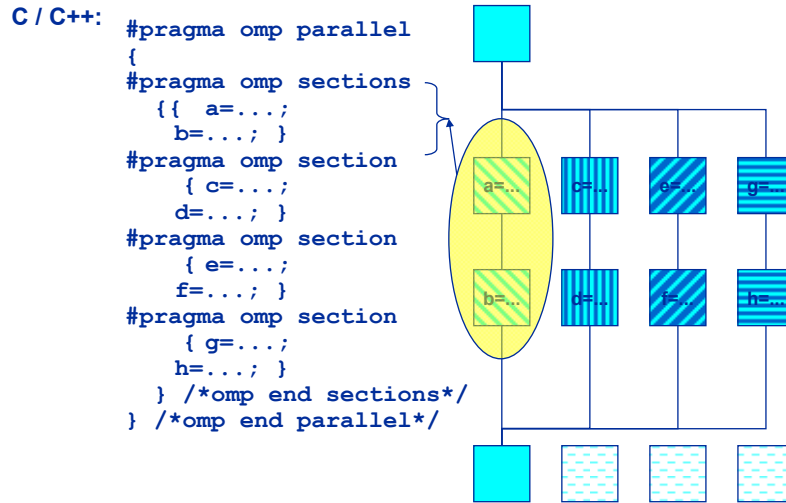 C / C++:
#pragma omp parallel
{
#pragma omp sections
{{ a=...;
b=...; }
#pragma omp section
{ c=...;
d=...; }
#pragma omp section
{ e=...;
f=...; }
#pragma omp section
{ g=...;
h=...; }
} /*omp end sections*/
} /*omp end parallel*/
a=... c=... e=... g=...
b=... d=... f=... h=...